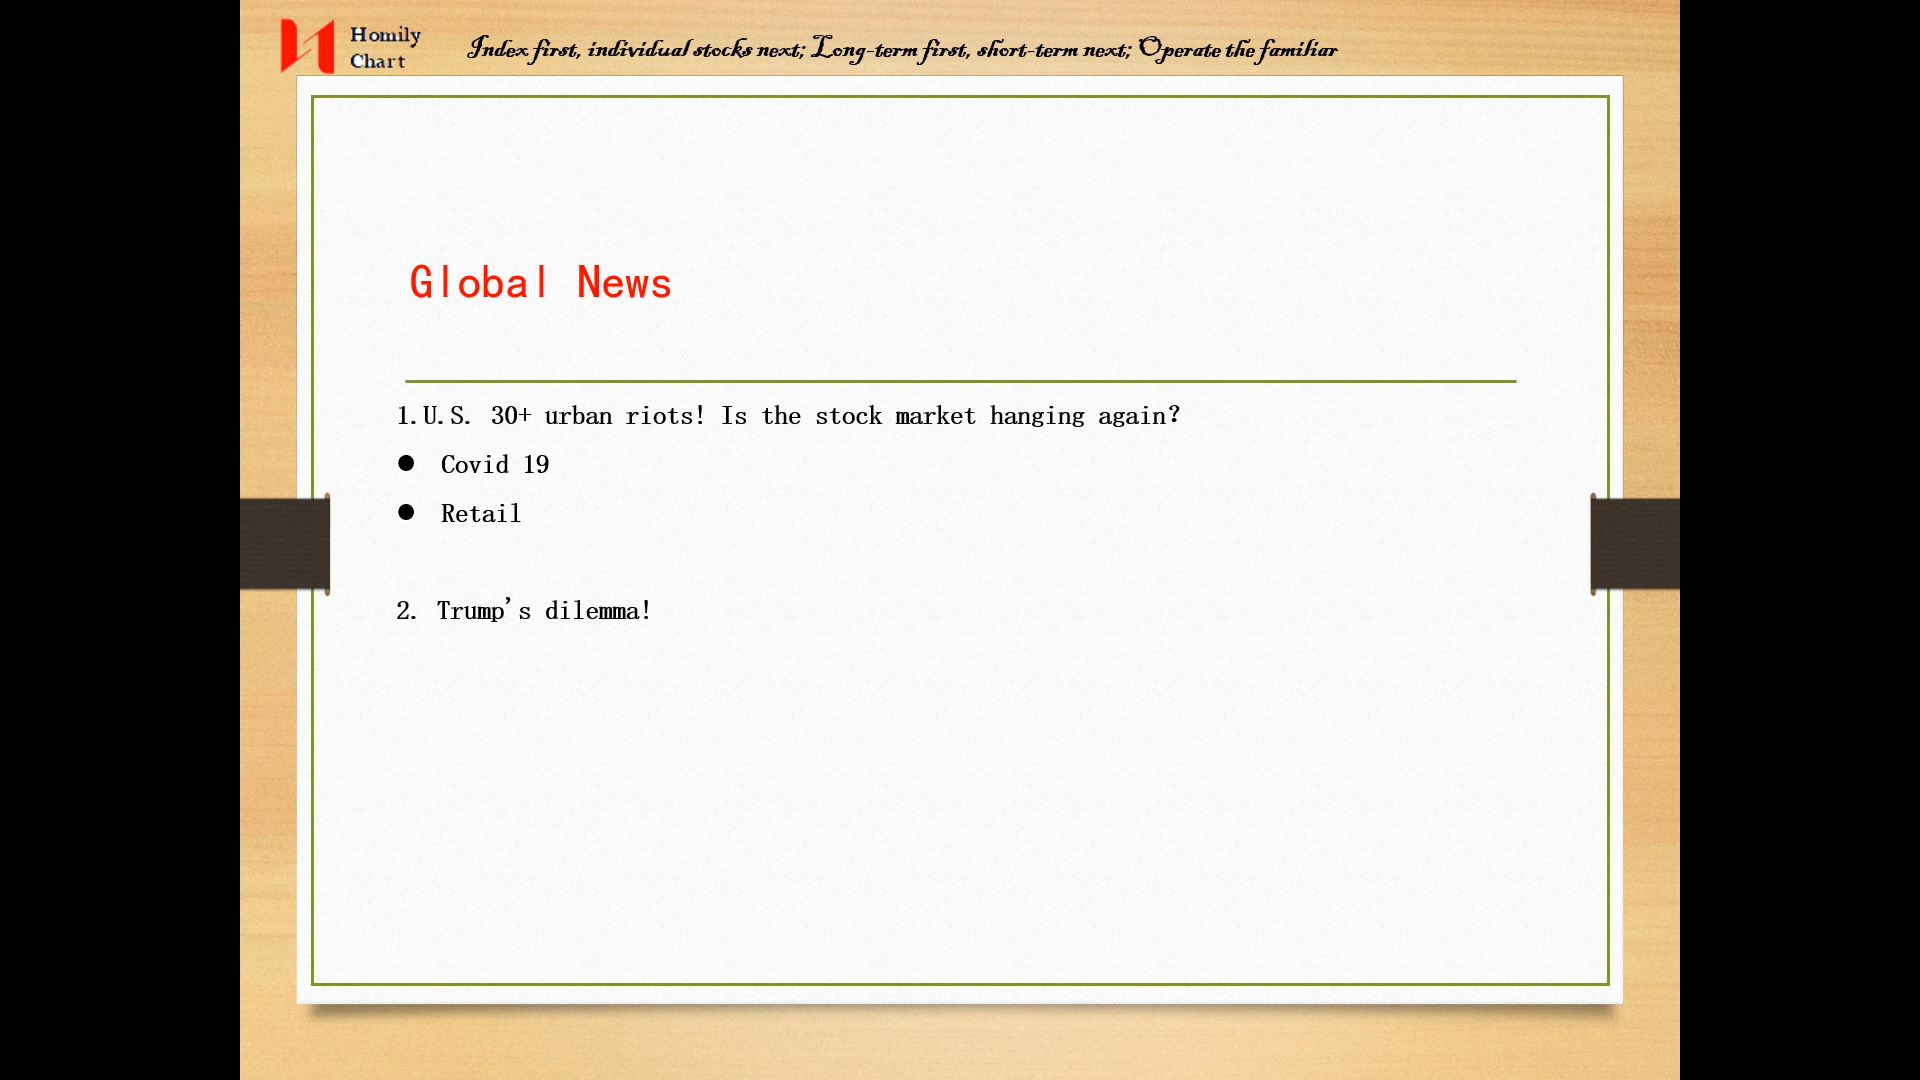 Homily
Chart
Index first, individual stocks next; Long-term first, short-term next; Operate the familiar
Global News
1.U.S. 30+ urban riots! Is the stock market hanging again?
● Covid 19
● Retail
2. Trump's dilemma!